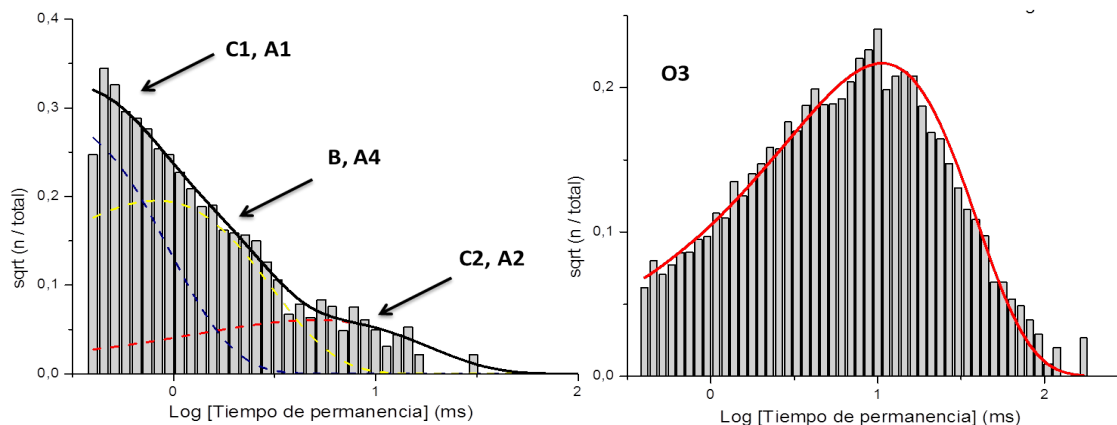 0,4
0,3
0,2
0,1
0,0
sqrt (n / total)
C1, A1
B, A4
C2, A2
0
1
2
Log [Tiempo de permanencia] (ms)
O3
0,2
0,1
0,0
sqrt (n / total)
0
1
2
Log [Tiempo de permanencia] (ms)